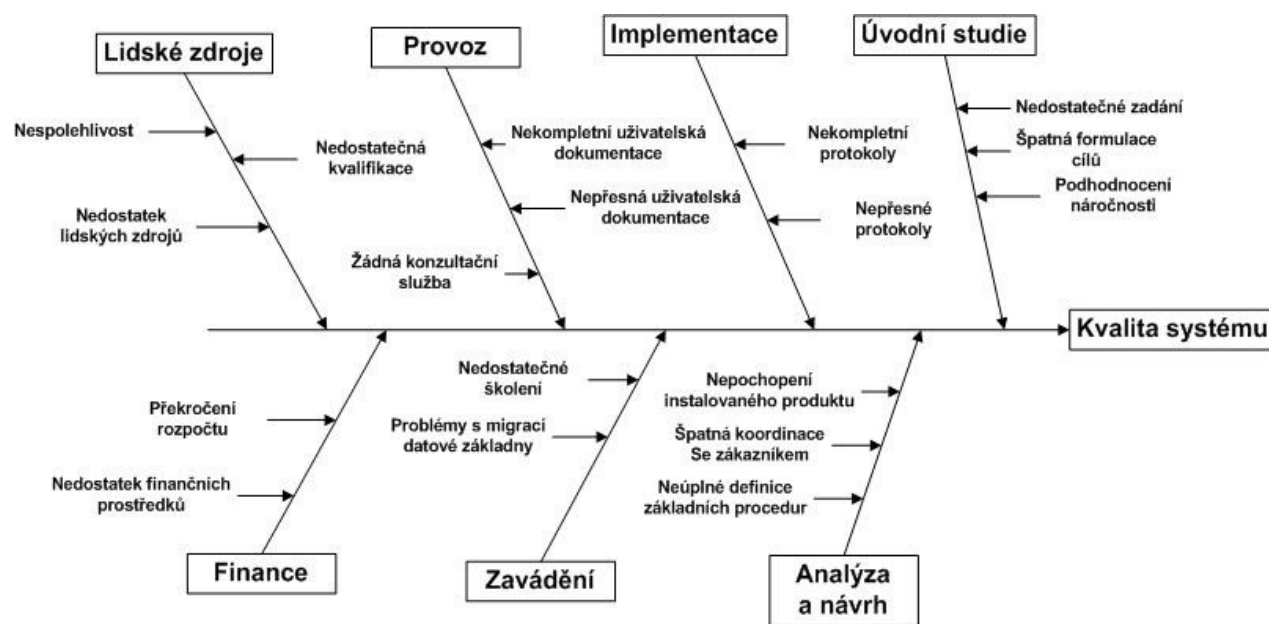 Lidské zdroje
Provoz
Implementace
Úvodní studie
Nespolehlivost
Nedostatečná
kvalifikace
Nedostatek
lidských zdrojů
Nekompletní uživatelská
dokumentace
Nepřesná uživatelská
dokumentace
Žádná konzultační
služba
Nekompletní
protokoly
Nepřesné
protokoly
Nedostatečné zadání
Špatná formulace
cílů
Podhodnocení
náročnosti
Kvalita systému
Překročení
rozpočtu
Nedostatek finančních
prostředků
Finance
Nedostatečné
školení
Problémy s migrací
datové základny
Zavádění
Nepochopení
instalovaného produktu
Špatná koordinace
Se zákazníkem
Neúplné definice
základních procedur
Analýza
a návrh